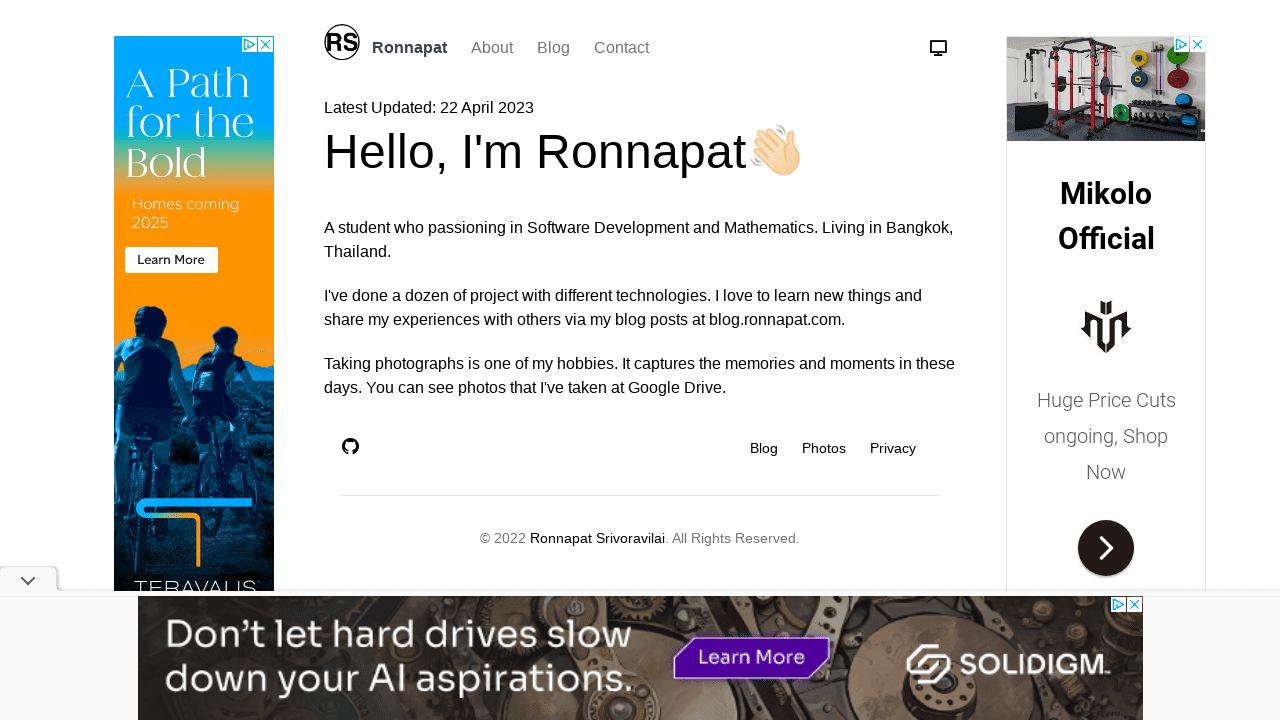 RS
Ronnapat
About
Blog
Contact
Latest Updated: 22 April 2023
Hello, I'm Ronnapat
A student who passioning in Software Development and Mathematics. Living in Bangkok,
Thailand.
I've done a dozen of project with different technologies. I love to learn new things and
share my experiences with others via my blog posts at blog.ronnapat.com.
Taking photographs is one of my hobbies. It captures the memories and moments in these
days. You can see photos that I've taken at Google Drive.
Blog
Photos
Privacy
© 2022 Ronnapat Srivoravilai. All Rights Reserved.
A Path
for the
Bold
Homes coming
2025
Learn More
TERAVALIS
Mikolo
Official
Huge Price Cuts
ongoing, Shop
Now
Don't let hard drives slow
down your AI aspirations.
Learn More
SOLIDIGM